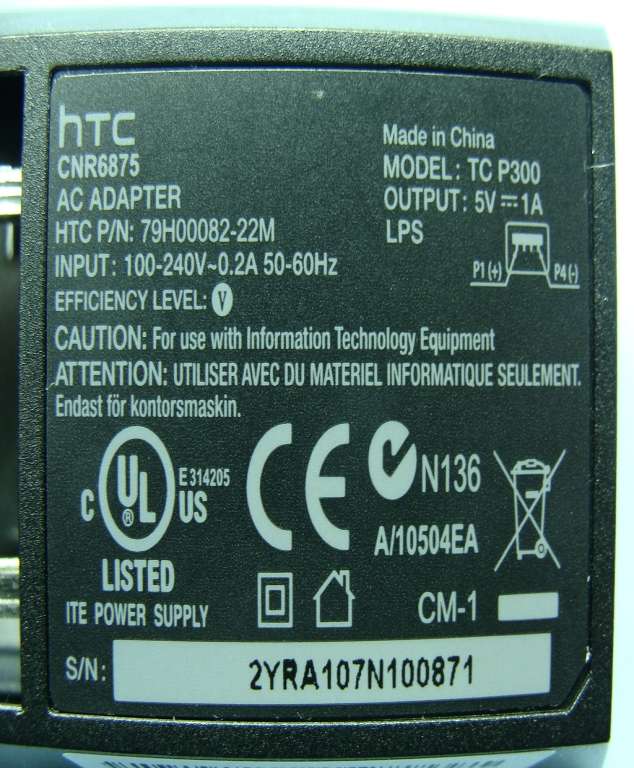 hTC
CNR6875
AC ADAPTER
HTC P/N: 79H00082-22M
INPUT: 100-240V~0.2A 50-60Hz
EFFICIENCY LEVEL: V
Made in China
MODEL: TC P300
OUTPUT: 5V⎓1A
LPS
P1(+) P4(-)
CAUTION: For use with Information Technology Equipment
ATTENTION: UTILISER AVEC DU MATERIEL INFORMATIQUE SEULEMENT.
Endast för kontorsmaskin.
C UL ® US
E 314205
LISTED
ITE POWER SUPPLY
CE
N136
A/10504EA
CM-1
S/N: 2YRA107N100871